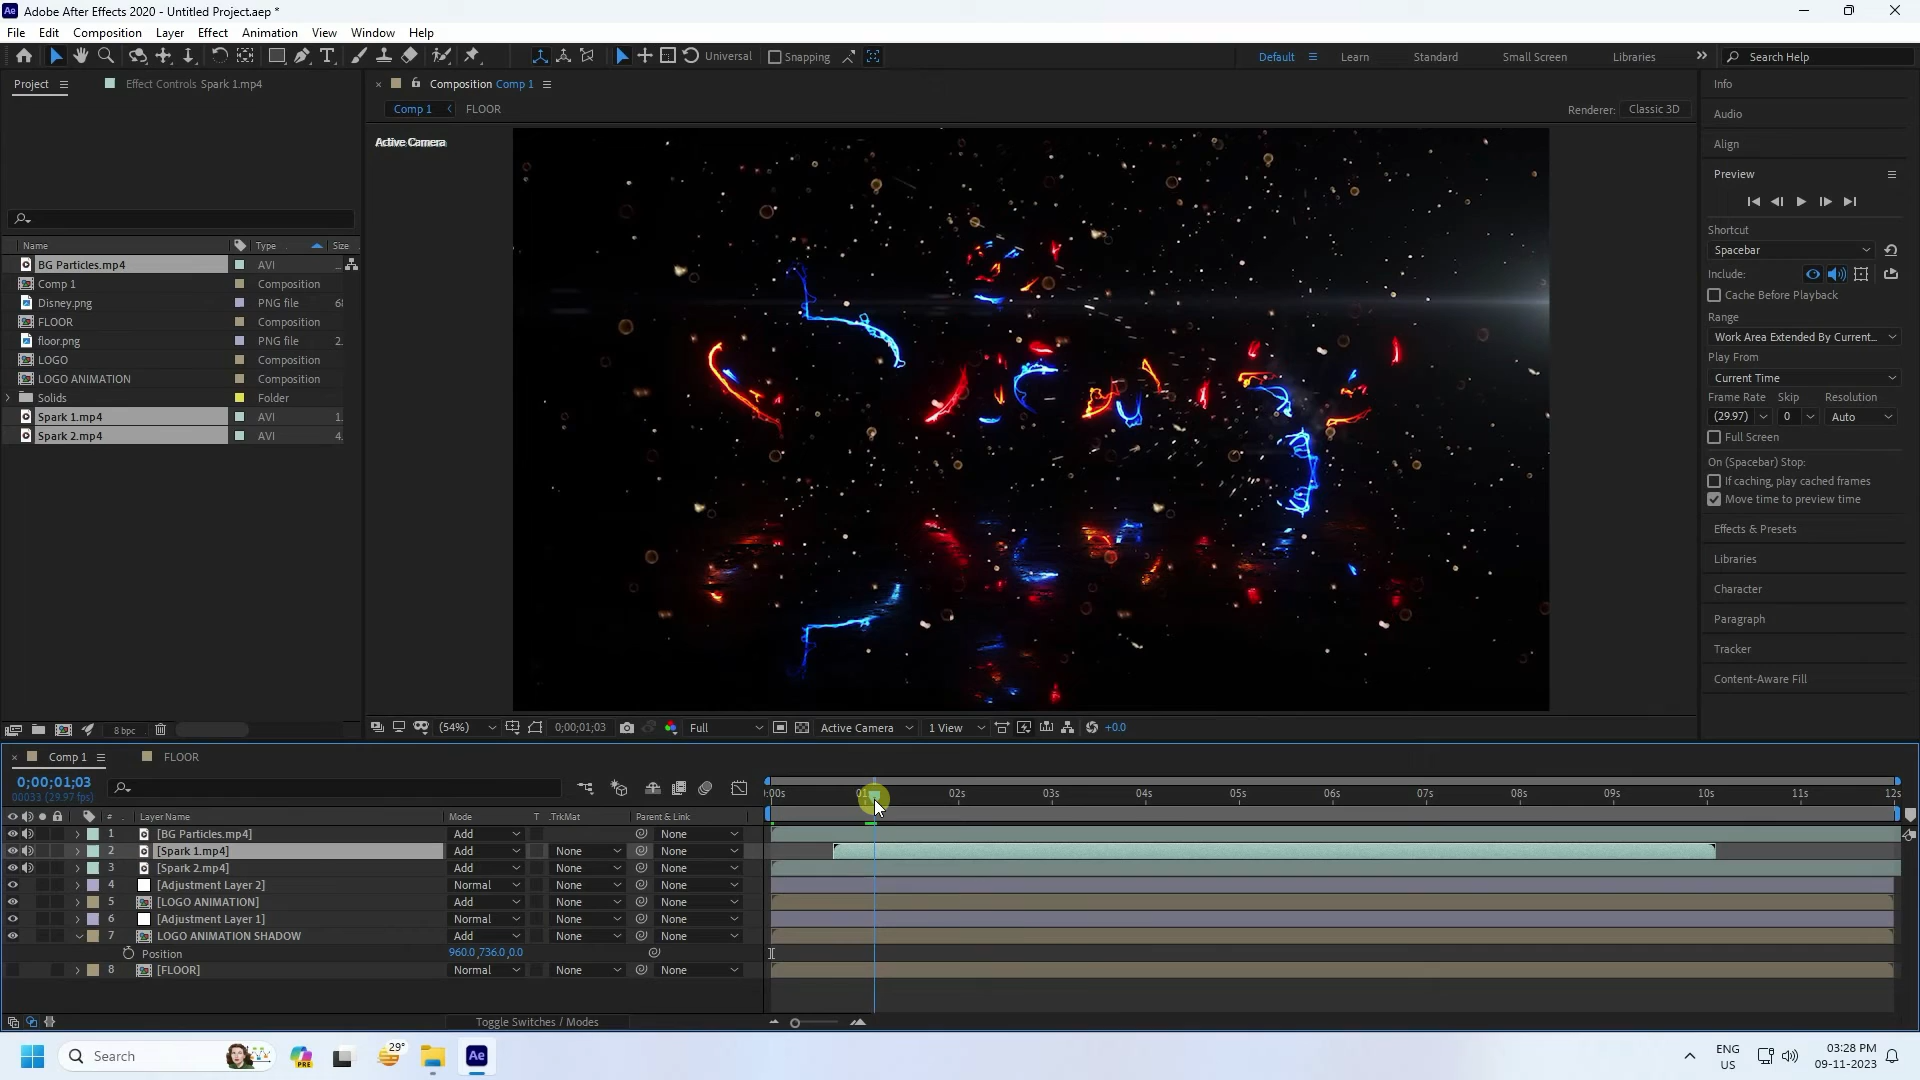 Adobe After Effects 2020 - Untitled Project.aep *
File Edit Composition Layer Effect Animation View Window Help
Universal Snapping Default Learn Standard Small Screen Libraries Search Help
Project Effect Controls Spark 1.mp4
Composition Comp 1
Comp 1 FLOOR
Renderer: Classic 3D
Active Camera
Name Type Size
BG Particles.mp4 AVI ...
Comp 1 Composition
Disney.png PNG file 68
FLOOR Composition
floor.png PNG file 2.
LOGO Composition
LOGO ANIMATION Composition
Solids Folder
Spark 1.mp4 AVI 1.
Spark 2.mp4 AVI 4.
8 bpc
Info
Audio
Align
Preview
Shortcut
Spacebar
Include:
Cache Before Playback
Range
Work Area Extended By Current...
Play From
Current Time
Frame Rate Skip Resolution
(29.97) 0 Auto
Full Screen
On (Spacebar) Stop:
If caching, play cached frames
Move time to preview time
Effects & Presets
Libraries
Character
Paragraph
Tracker
Content-Aware Fill
(54%) 0;00;01;03 Full Active Camera 1 View +0.0
Comp 1 FLOOR
0;00;01;03
00033 (29.97 fps)
:00s 01s 02s 03s 04s 05s 06s 07s 08s 09s 10s 11s 12s
# Layer Name Mode T .TrkMat Parent & Link
1 [BG Particles.mp4] Add None
2 [Spark 1.mp4] Add None None
3 [Spark 2.mp4] Add None None
4 [Adjustment Layer 2] Normal None None
5 [LOGO ANIMATION] Add None None
6 [Adjustment Layer 1] Normal None None
7 LOGO ANIMATION SHADOW Add None None
Position 960.0,736.0,0.0
8 [FLOOR] Normal None None
Toggle Switches / Modes
Search PRE 29° Ae ENG
US 03:28 PM
09-11-2023